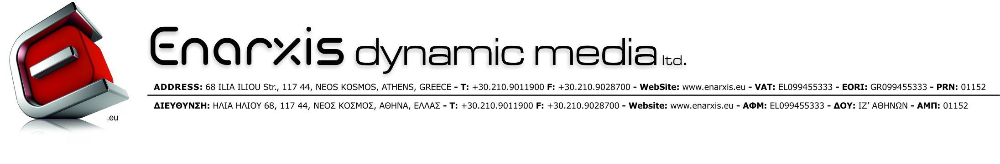 Enarxis dynamic media ltd.
ADDRESS: 68 ILIA ILIOU Str., 117 44, NEOS KOSMOS, ATHENS, GREECE - T: +30.210.9011900 F: +30.210.9028700 - WebSite: www.enarxis.eu - VAT: EL099455333 - EORI: GR099455333 - PRN: 01152
ΔΙΕΥΘΥΝΣΗ: ΗΛΙΑ ΗΛΙΟΥ 68, 117 44, ΝΕΟΣ ΚΟΣΜΟΣ, ΑΘΗΝΑ, ΕΛΛΑΣ - T: +30.210.9011900 F: +30.210.9028700 - Website: www.enarxis.eu - ΑΦΜ: EL099455333 - ΔΟΥ: ΙΖ’ ΑΘΗΝΩΝ - ΑΜΠ: 01152
.eu